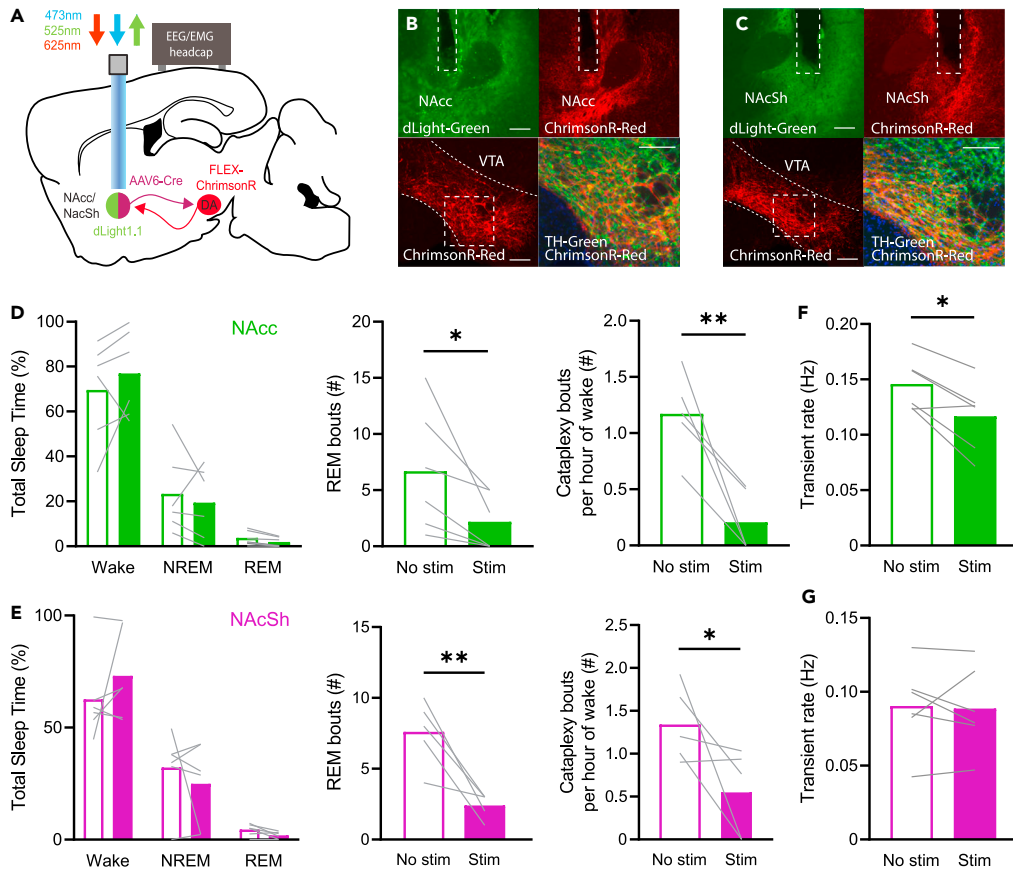 A
473nm
525nm
625nm
EEG/EMG
headcap
AAV6-Cre
FLEX-
ChrimsonR
NAcc/
NacSh
DA
dLight1.1
B
NAcc
dLight-Green
NAcc
ChrimsonR-Red
VTA
ChrimsonR-Red
TH-Green
ChrimsonR-Red
C
NAcSh
dLight-Green
NAcSh
ChrimsonR-Red
VTA
ChrimsonR-Red
TH-Green
ChrimsonR-Red
D
Total Sleep Time (%)
100
80
60
40
20
0
NAcc
Wake
NREM
REM
REM bouts (#)
20
15
10
5
0
*
No stim
Stim
Cataplexy bouts
per hour of wake (#)
2.0
1.5
1.0
0.5
0.0
**
No stim
Stim
F
Transient rate (Hz)
0.20
0.15
0.10
0.05
0.00
*
No stim
Stim
E
Total Sleep Time (%)
100
50
0
NAcSh
Wake
NREM
REM
REM bouts (#)
15
10
5
0
**
No stim
Stim
Cataplexy bouts
per hour of wake (#)
2.5
2.0
1.5
1.0
0.5
0.0
*
No stim
Stim
G
Transient rate (Hz)
0.15
0.10
0.05
0.00
No stim
Stim